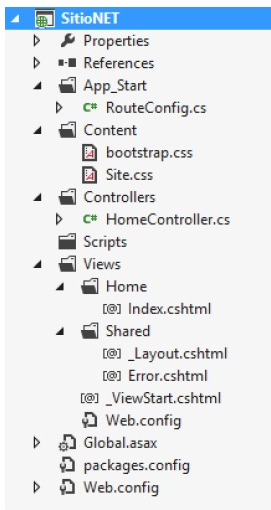 SitioNET
Properties
References
App_Start
C# RouteConfig.cs
Content
bootstrap.css
Site.css
Controllers
C# HomeController.cs
Scripts
Views
Home
[@] Index.cshtml
Shared
[@] _Layout.cshtml
[@] Error.cshtml
[@] _ViewStart.cshtml
Web.config
Global.asax
packages.config
Web.config